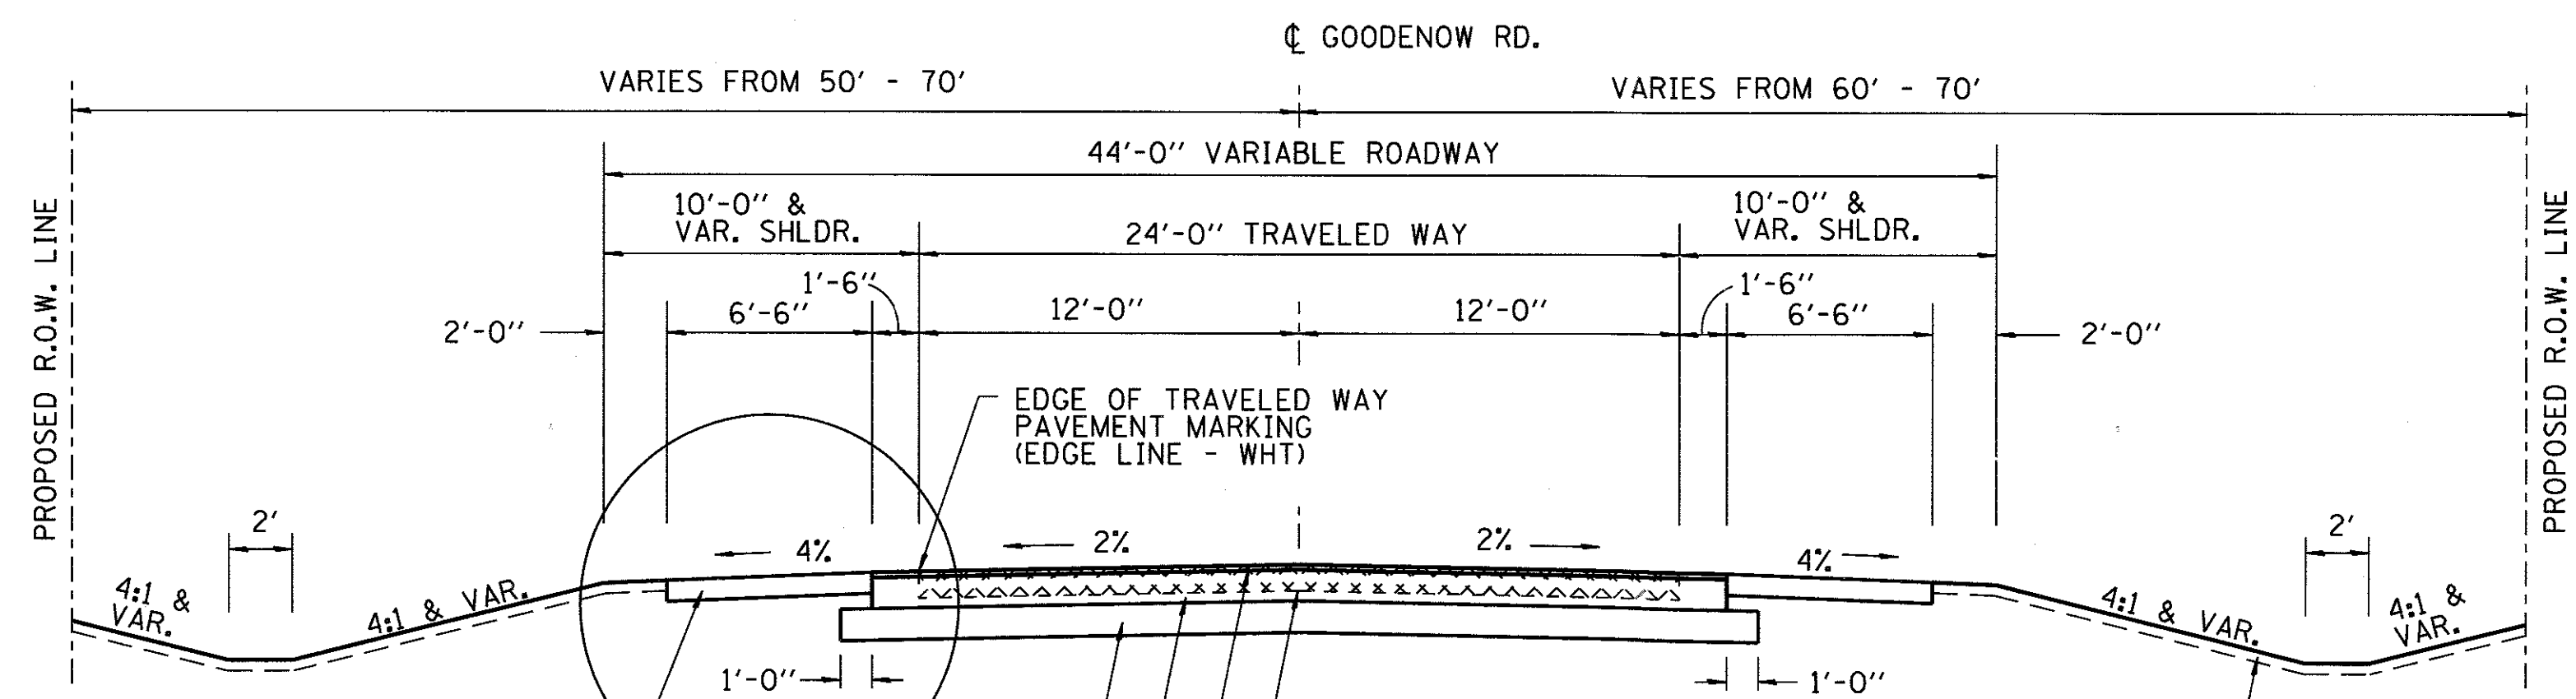 ℄ GOODENOW RD.
VARIES FROM 50' - 70'
VARIES FROM 60' - 70'
44'-0" VARIABLE ROADWAY
10'-0" &
VAR. SHLDR.
24'-0" TRAVELED WAY
10'-0" &
VAR. SHLDR.
1'-6"
1'-6"
2'-0"
6'-6"
12'-0"
12'-0"
6'-6"
2'-0"
PROPOSED R.O.W. LINE
PROPOSED R.O.W. LINE
EDGE OF TRAVELED WAY
PAVEMENT MARKING
(EDGE LINE - WHT)
2'
4%
2%
2%
4%
2'
4:1 &
VAR.
4:1 & VAR.
4:1 & VAR.
4:1 &
VAR.
1'-0"
1'-0"